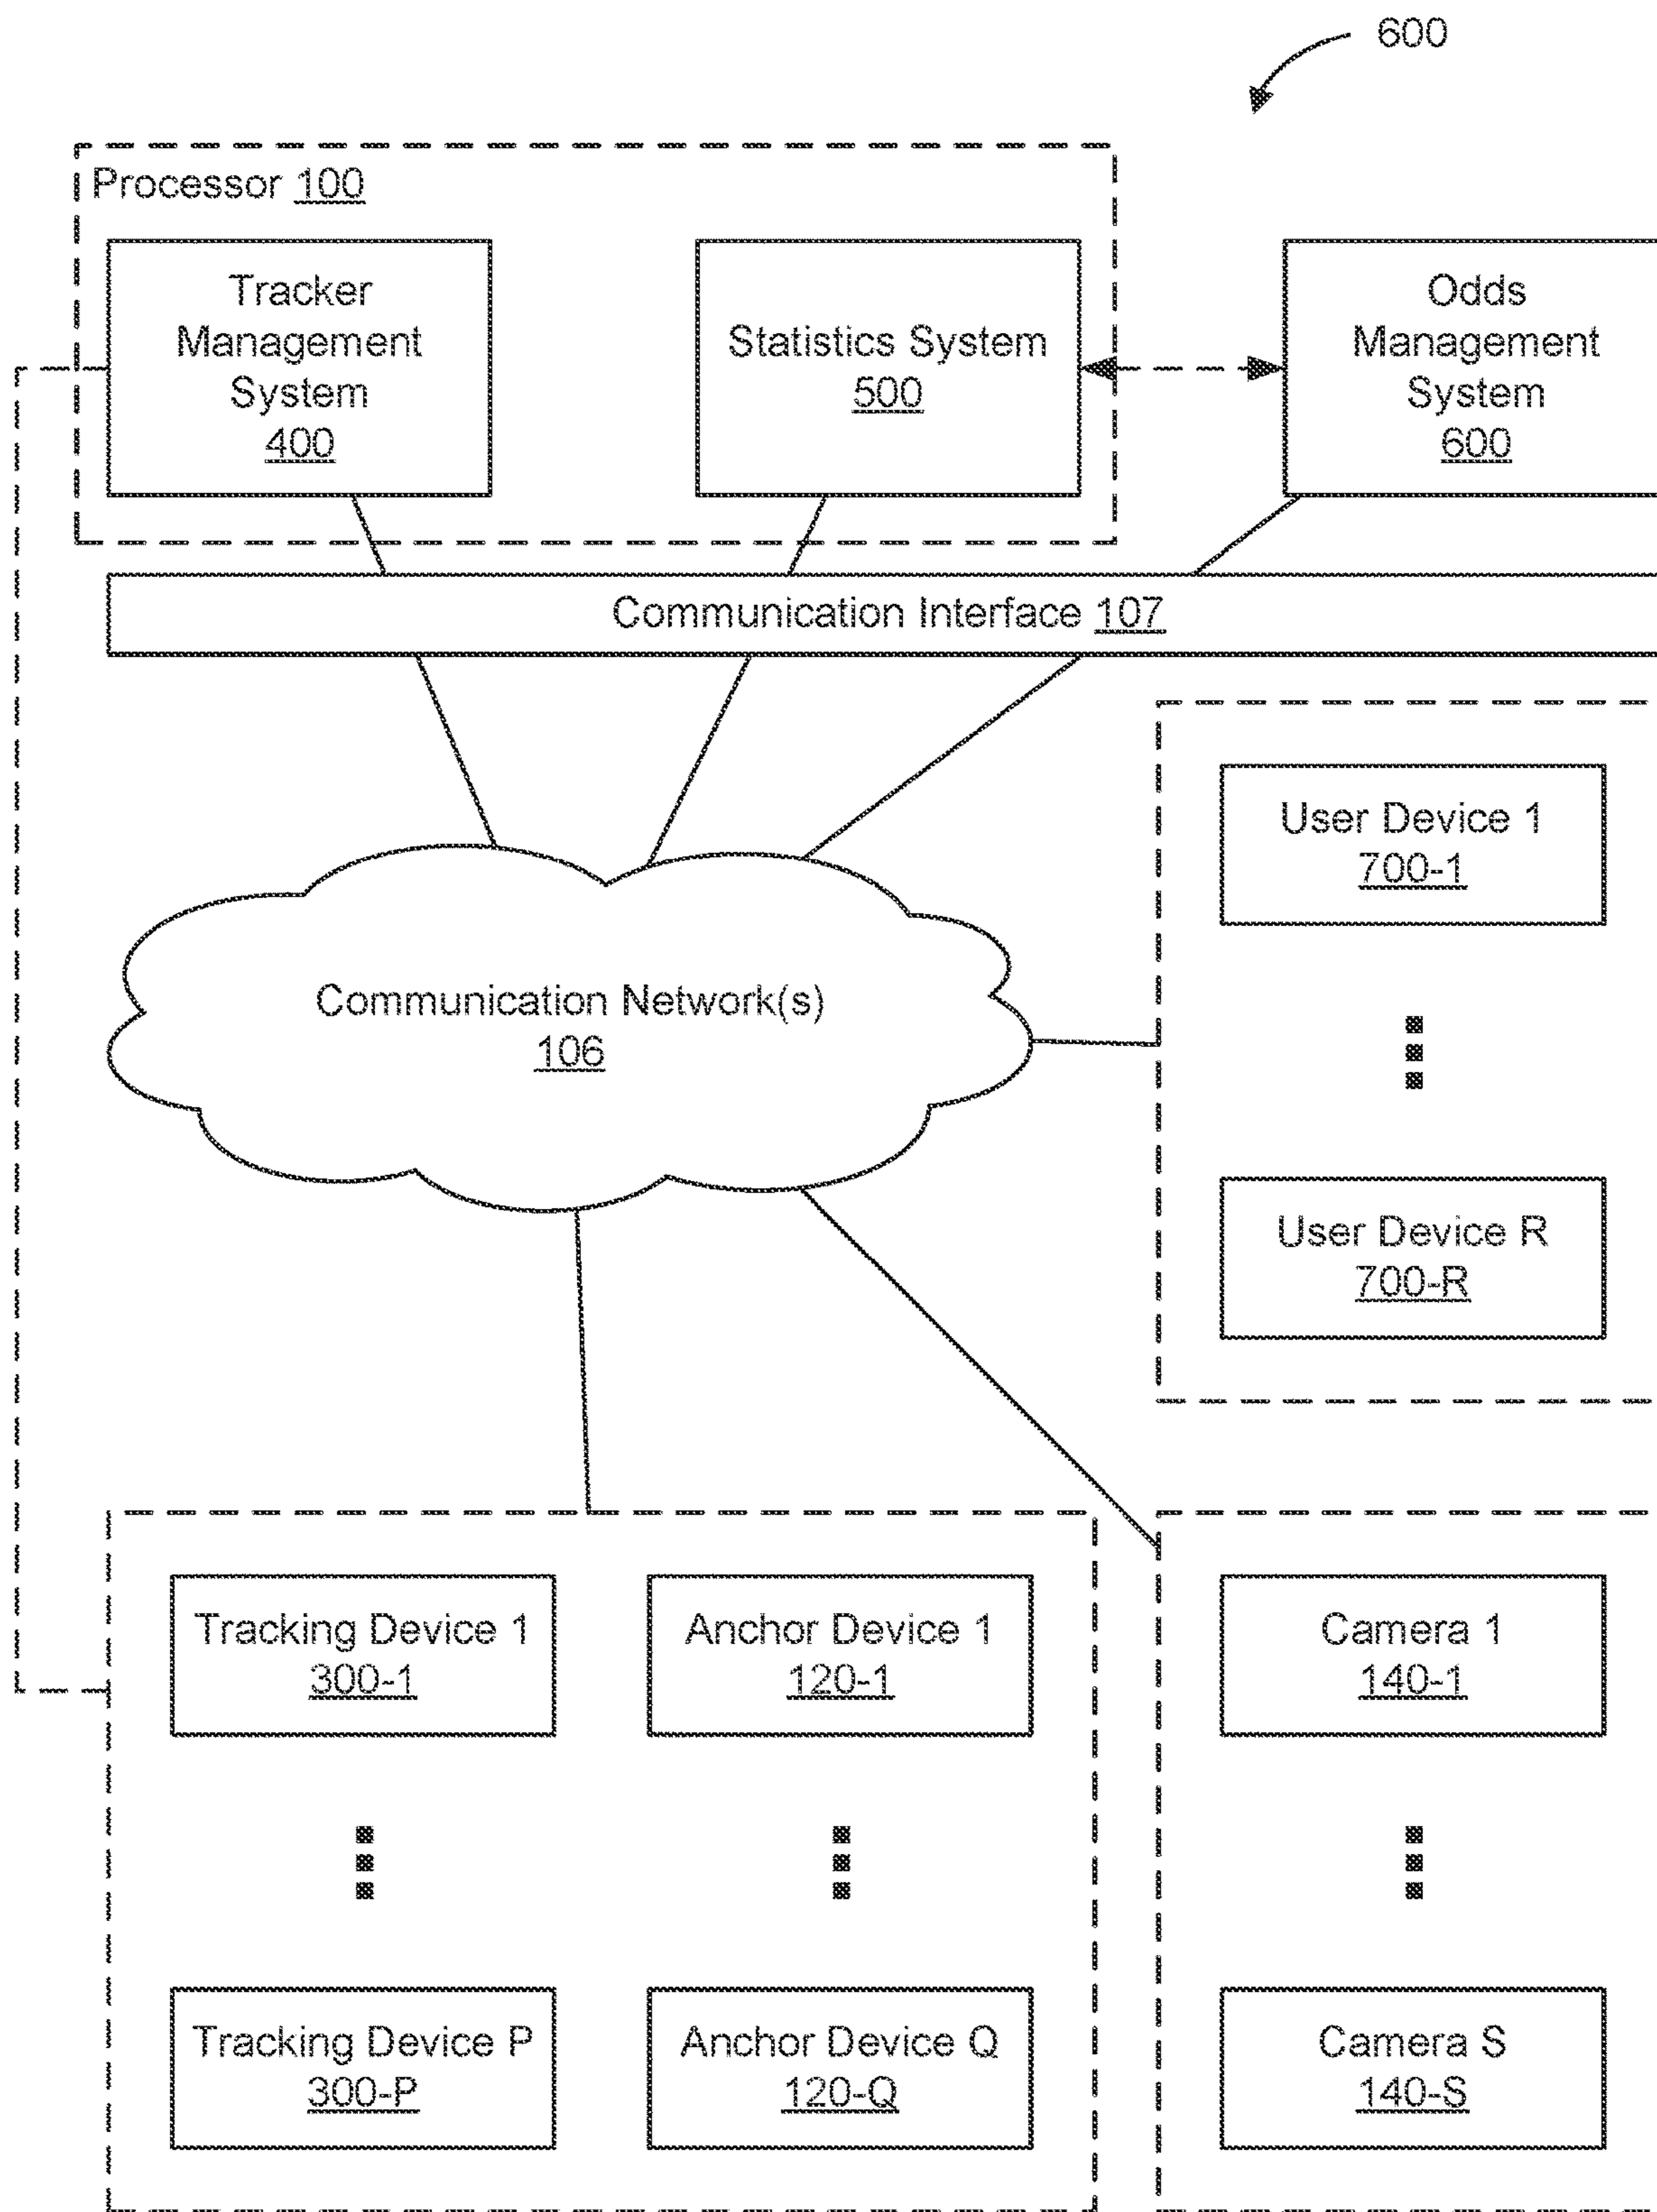 600
Processor 100
Tracker
Management
System
400
Statistics System
500
Odds
Management
System
600
Communication Interface 107
User Device 1
700-1
Communication Network(s)
106
User Device R
700-R
Tracking Device 1
300-1
Anchor Device 1
120-1
Camera 1
140-1
Tracking Device P
300-P
Anchor Device Q
120-Q
Camera S
140-S